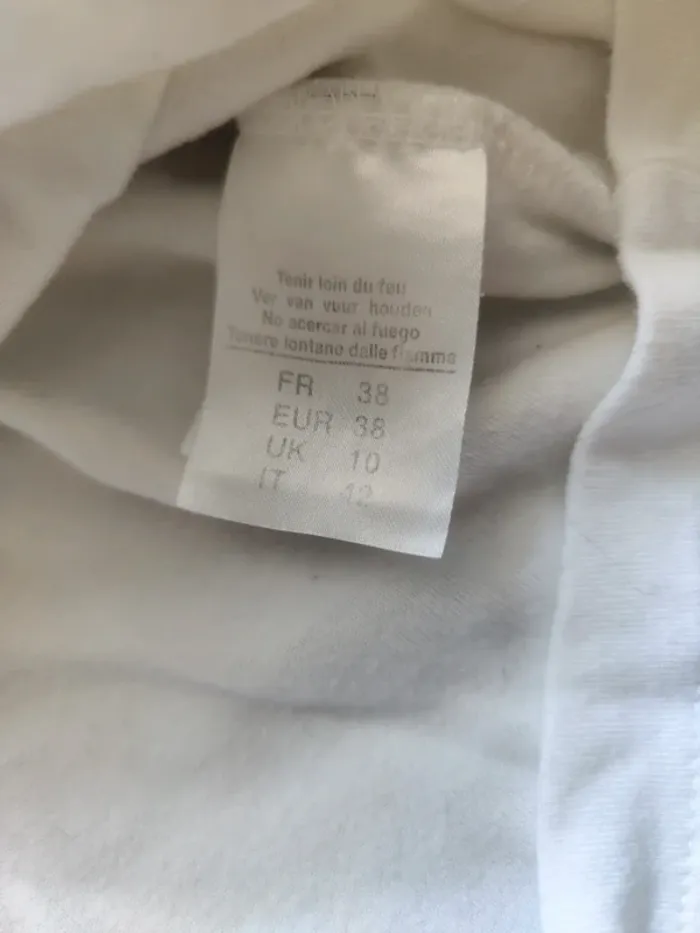 Tenir loin du feu
Ver van vuur houden
No acercar al fuego
Tenere lontano dalle fiamme
FR 38
EUR 38
UK 10
IT 42